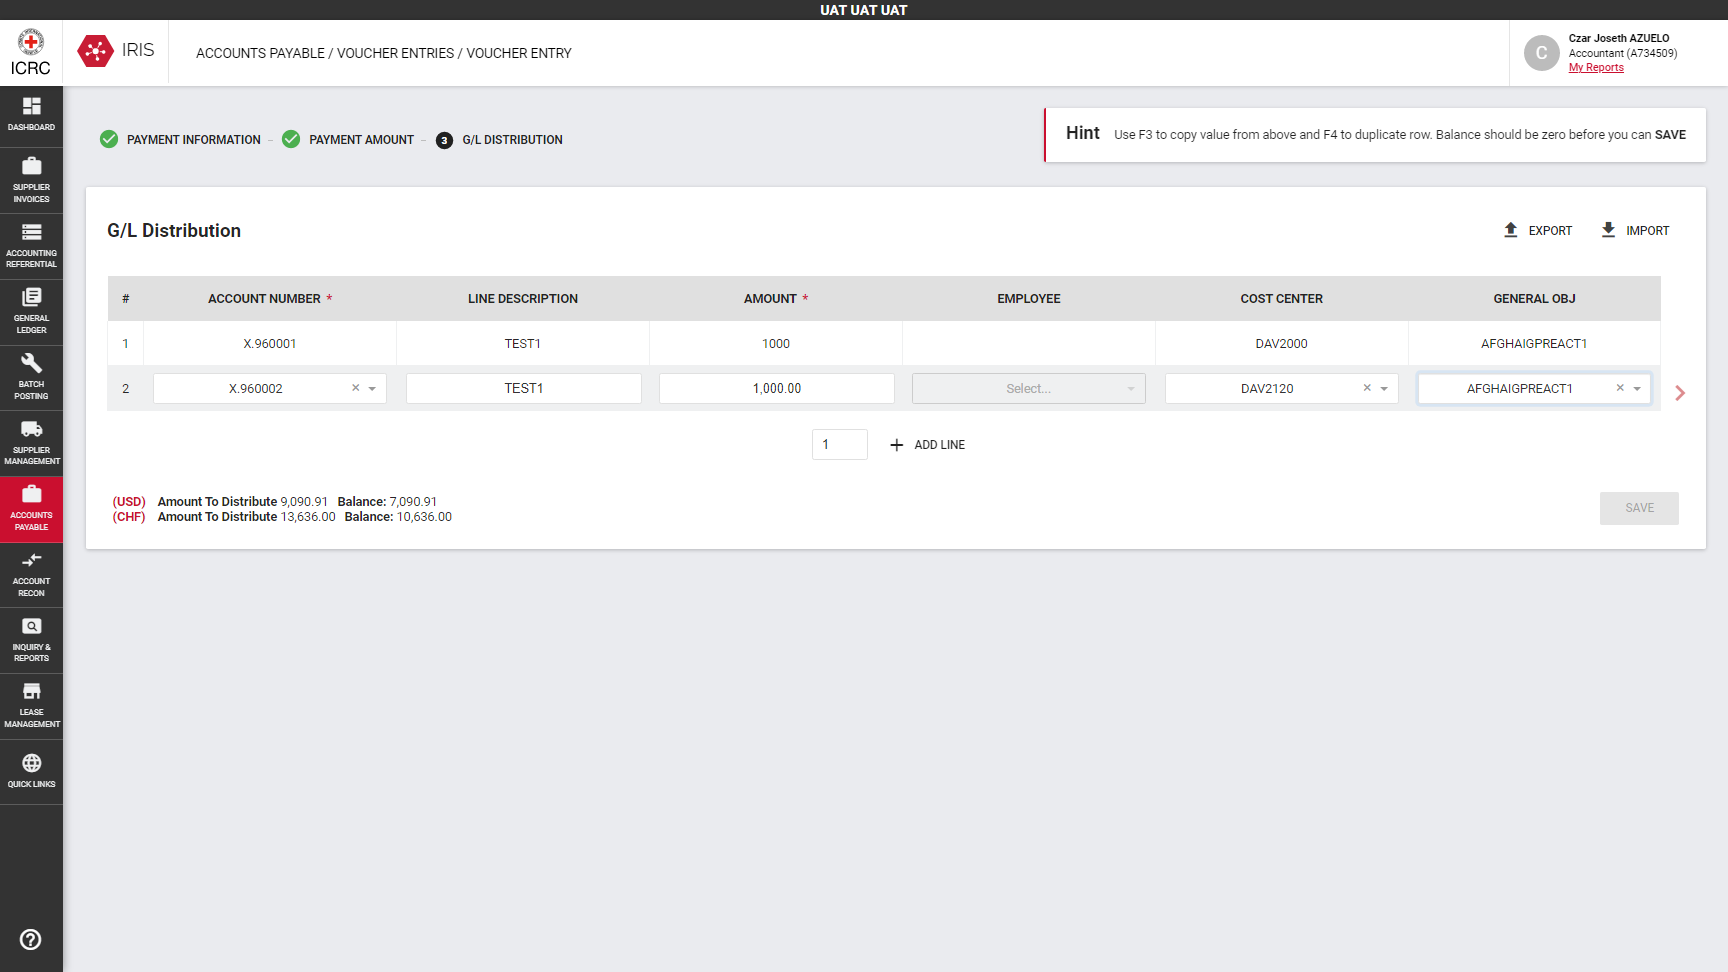 UAT UAT UAT
ICRC
IRIS
ACCOUNTS PAYABLE / VOUCHER ENTRIES / VOUCHER ENTRY
C
Czar Joseth AZUELO
Accountant (A734509)
My Reports
DASHBOARD
SUPPLIER
INVOICES
ACCOUNTING
REFERENTIAL
GENERAL
LEDGER
BATCH
POSTING
SUPPLIER
MANAGEMENT
ACCOUNTS
PAYABLE
ACCOUNT
RECON
INQUIRY &
REPORTS
LEASE
MANAGEMENT
QUICK LINKS
PAYMENT INFORMATION – PAYMENT AMOUNT – 3 G/L DISTRIBUTION
Hint Use F3 to copy value from above and F4 to duplicate row. Balance should be zero before you can SAVE
G/L Distribution
EXPORT IMPORT
# ACCOUNT NUMBER * LINE DESCRIPTION AMOUNT * EMPLOYEE COST CENTER GENERAL OBJ
1 X.960001 TEST1 1000 DAV2000 AFGHAIGPREACT1
2 X.960002 × TEST1 1,000.00 Select... DAV2120 × AFGHAIGPREACT1 ×
1 + ADD LINE
(USD) Amount To Distribute 9,090.91 Balance: 7,090.91
(CHF) Amount To Distribute 13,636.00 Balance: 10,636.00
SAVE